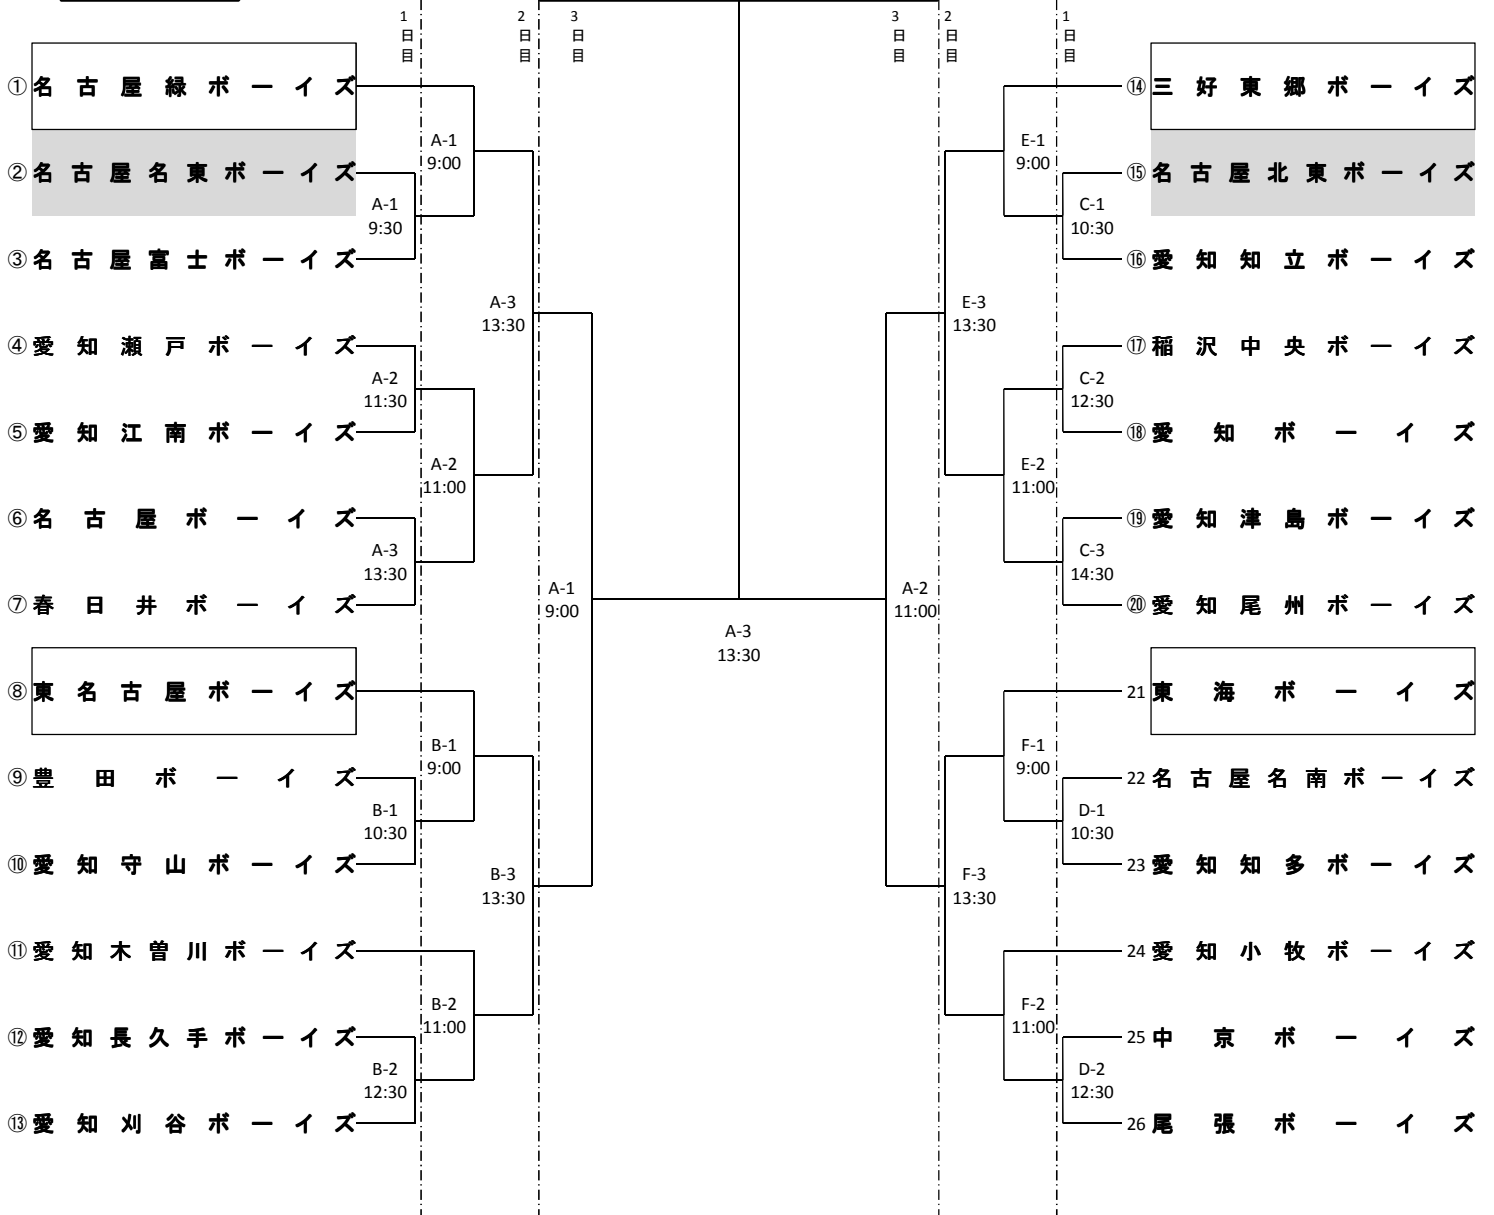 1日目
2日目
3日目
3日目
2日目
1日目
①名古屋緑ボーイズ
②名古屋名東ボーイズ
③名古屋富士ボーイズ
④愛知瀬戸ボーイズ
⑤愛知江南ボーイズ
⑥名古屋ボーイズ
⑦春日井ボーイズ
⑧東名古屋ボーイズ
⑨豊田ボーイズ
⑩愛知守山ボーイズ
⑪愛知木曽川ボーイズ
⑫愛知長久手ボーイズ
⑬愛知刈谷ボーイズ
A-1
9:30
A-2
11:30
A-3
13:30
B-1
10:30
B-2
12:30
A-1
9:00
A-2
11:00
B-1
9:00
B-2
11:00
A-3
13:30
B-3
13:30
A-1
9:00
A-3
13:30
A-2
11:00
E-3
13:30
F-3
13:30
E-1
9:00
E-2
11:00
F-1
9:00
F-2
11:00
C-1
10:30
C-2
12:30
C-3
14:30
D-1
10:30
D-2
12:30
⑭三好東郷ボーイズ
⑮名古屋北東ボーイズ
⑯愛知知立ボーイズ
⑰稲沢中央ボーイズ
⑱愛知ボーイズ
⑲愛知津島ボーイズ
⑳愛知尾州ボーイズ
21東海ボーイズ
22名古屋名南ボーイズ
23愛知知多ボーイズ
24愛知小牧ボーイズ
25中京ボーイズ
26尾張ボーイズ